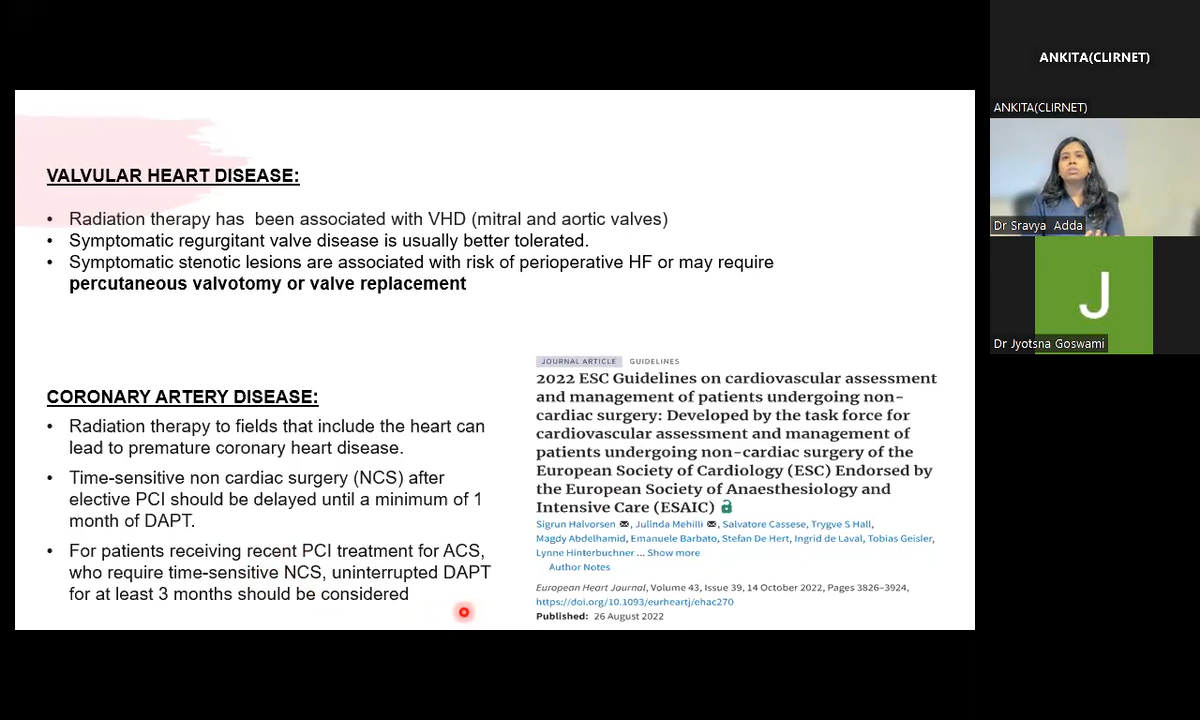 VALVULAR HEART DISEASE:
• Radiation therapy has been associated with VHD (mitral and aortic valves)
• Symptomatic regurgitant valve disease is usually better tolerated.
• Symptomatic stenotic lesions are associated with risk of perioperative HF or may require
percutaneous valvotomy or valve replacement
CORONARY ARTERY DISEASE:
• Radiation therapy to fields that include the heart can
lead to premature coronary heart disease.
• Time-sensitive non cardiac surgery (NCS) after
elective PCI should be delayed until a minimum of 1
month of DAPT.
• For patients receiving recent PCI treatment for ACS,
who require time-sensitive NCS, uninterrupted DAPT
for at least 3 months should be considered
JOURNAL ARTICLE GUIDELINES
2022 ESC Guidelines on cardiovascular assessment
and management of patients undergoing non-
cardiac surgery: Developed by the task force for
cardiovascular assessment and management of
patients undergoing non-cardiac surgery of the
European Society of Cardiology (ESC) Endorsed by
the European Society of Anaesthesiology and
Intensive Care (ESAIC)
Sigrun Halvorsen, Julinda Mehilli, Salvatore Cassese, Trygve S Hall,
Magdy Abdelhamid, Emanuele Barbato, Stefan De Hert, Ingrid de Laval, Tobias Geisler,
Lynne Hinterbuchner ... Show more
Author Notes
European Heart Journal, Volume 43, Issue 39, 14 October 2022, Pages 3826–3924,
https://doi.org/10.1093/eurheartj/ehac270
Published: 26 August 2022
ANKITA(CLIRNET)
ANKITA(CLIRNET)
Dr Sravya Adda
J
Dr Jyotsna Goswami